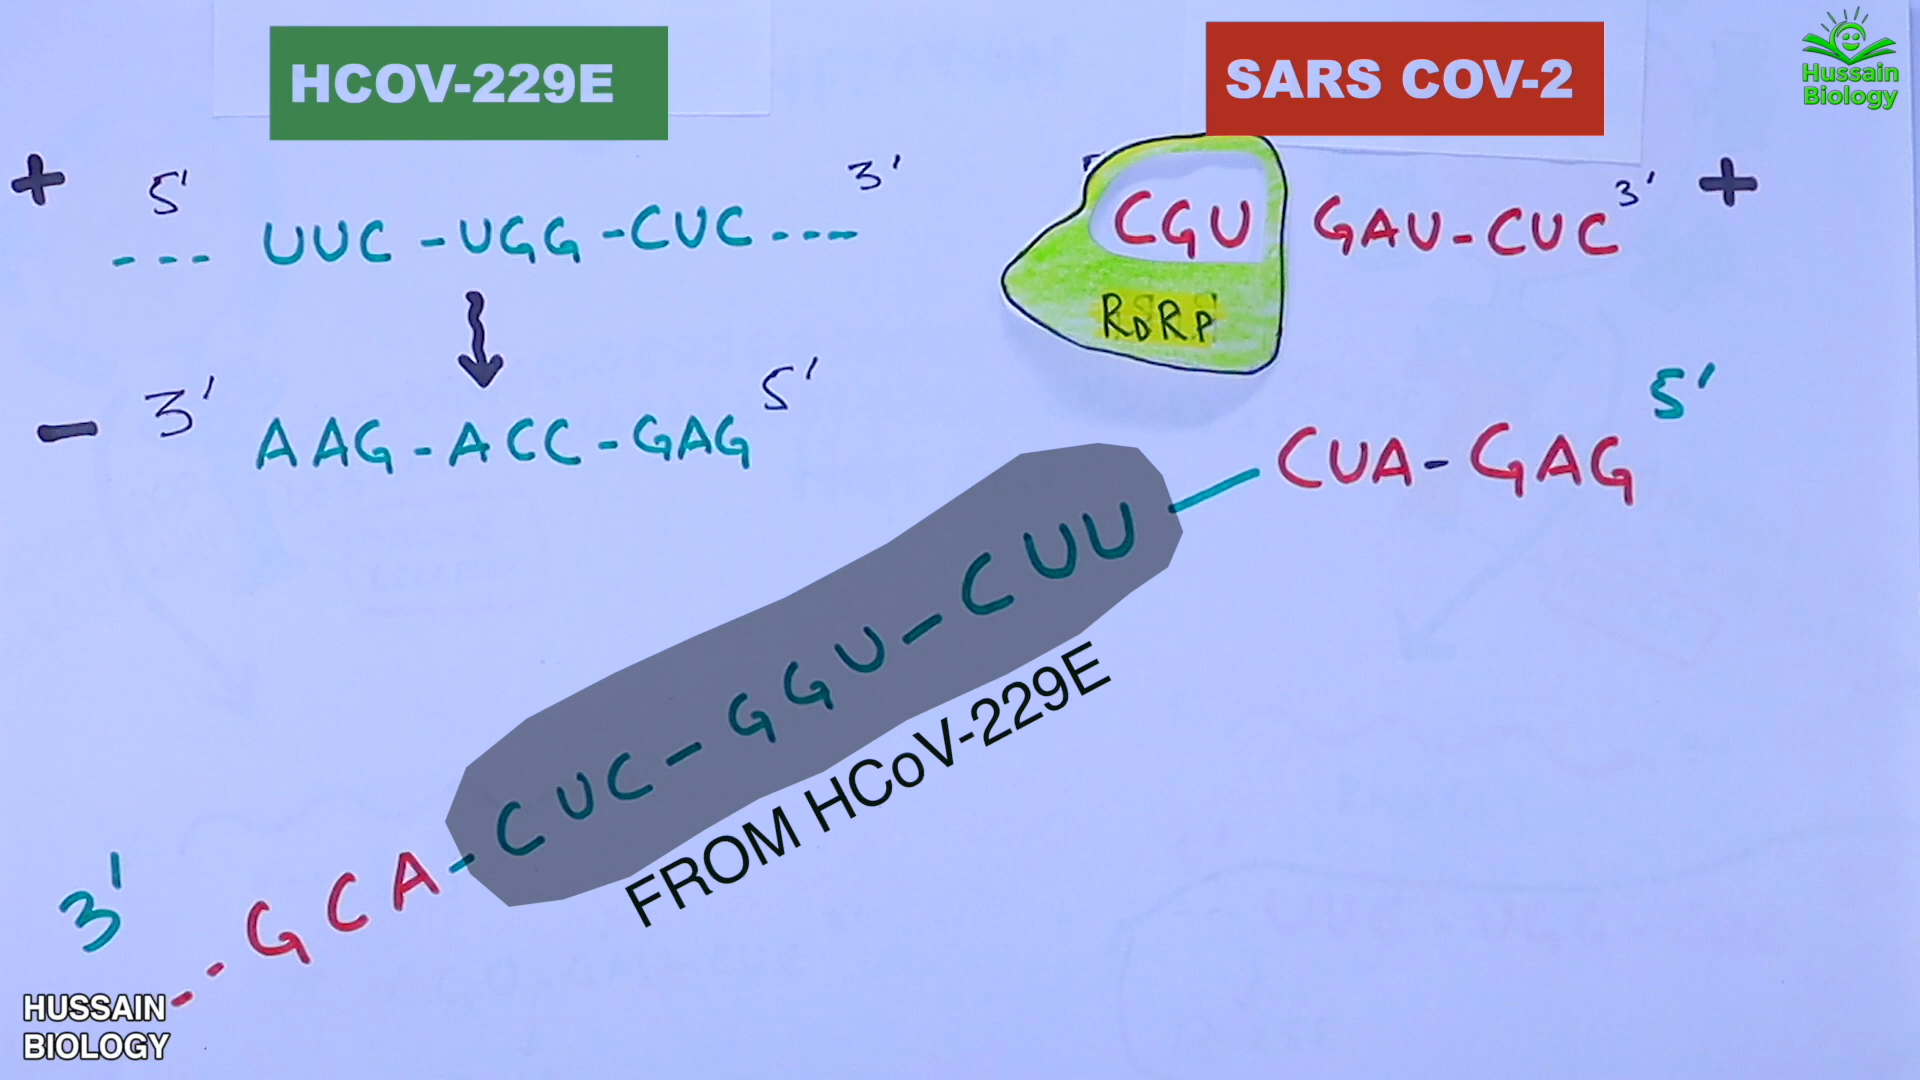 HCOV-229E
SARS COV-2
Hussain
Biology
+ 5' 3'
--- UUC-UGG-CUC---
CGU GAU-CUC 3' +
RDRP
- 3' AAG-ACC-GAG 5'
CUA-GAG 5'
3' --GCA-CUC-GGU-CUU-
FROM HCoV-229E
HUSSAIN
BIOLOGY